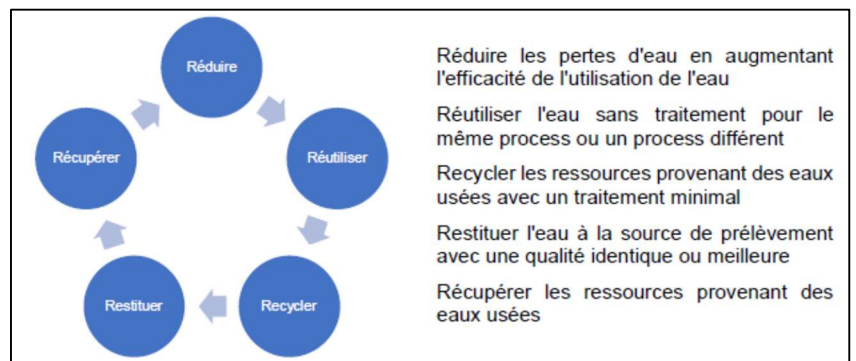 Réduire
Réutiliser
Recycler
Restituer
Récupérer
Réduire les pertes d'eau en augmentant
l'efficacité de l'utilisation de l'eau
Réutiliser l'eau sans traitement pour le
même process ou un process différent
Recycler les ressources provenant des eaux
usées avec un traitement minimal
Restituer l'eau à la source de prélèvement
avec une qualité identique ou meilleure
Récupérer les ressources provenant des
eaux usées